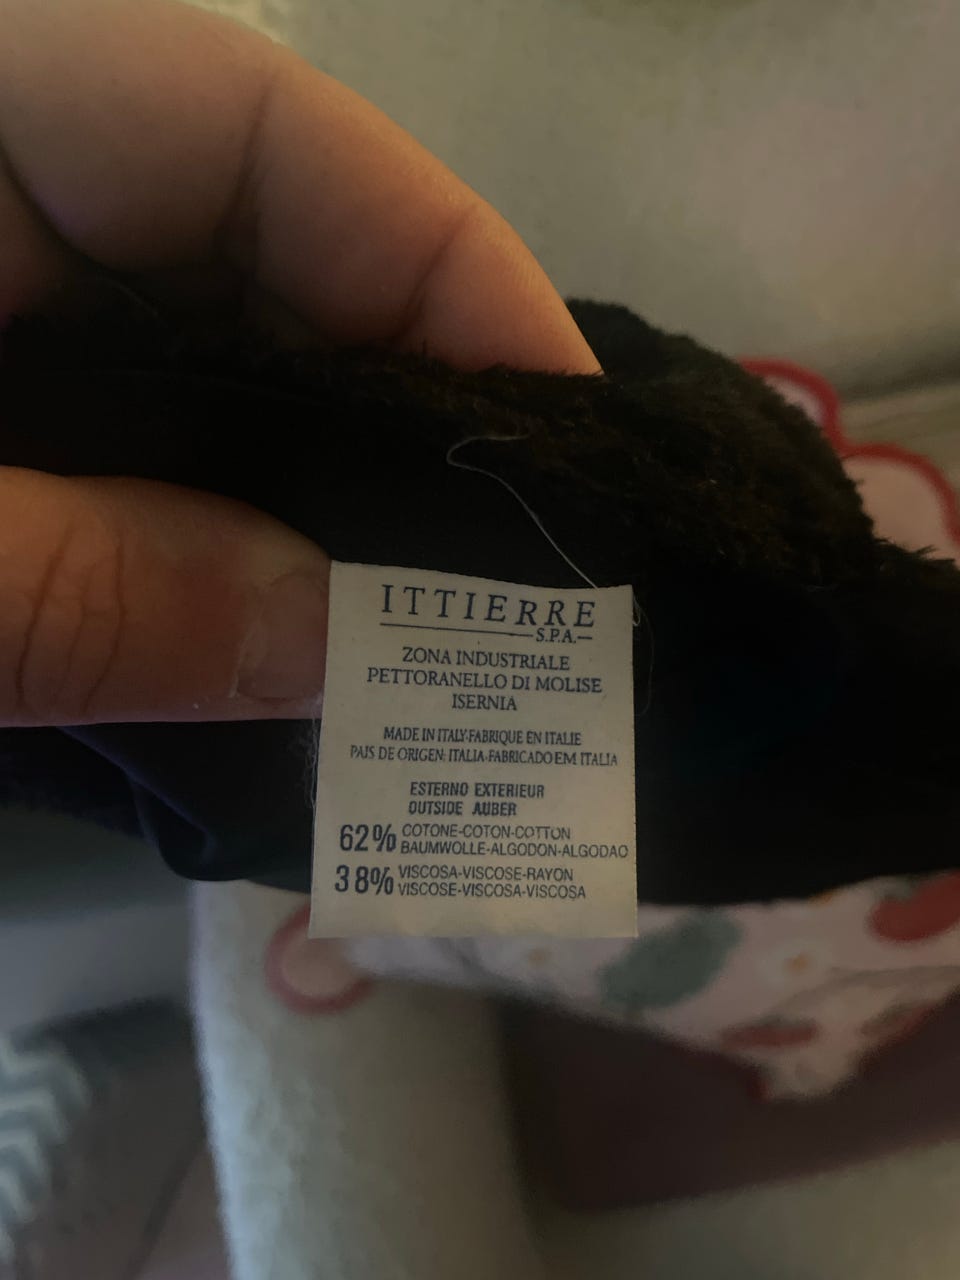 ITTIERRE
S.P.A.
ZONA INDUSTRIALE
PETTORANELLO DI MOLISE
ISERNIA
MADE IN ITALY-FABRIQUE EN ITALIE
PAIS DE ORIGEN: ITALIA-FABRICADO EM ITALIA
ESTERNO EXTERIEUR
OUTSIDE AUBER
62% COTONE-COTON-COTTON
BAUMWOLLE-ALGODON-ALGODAO
38% VISCOSA-VISCOSE-RAYON
VISCOSE-VISCOSA-VISCOSA